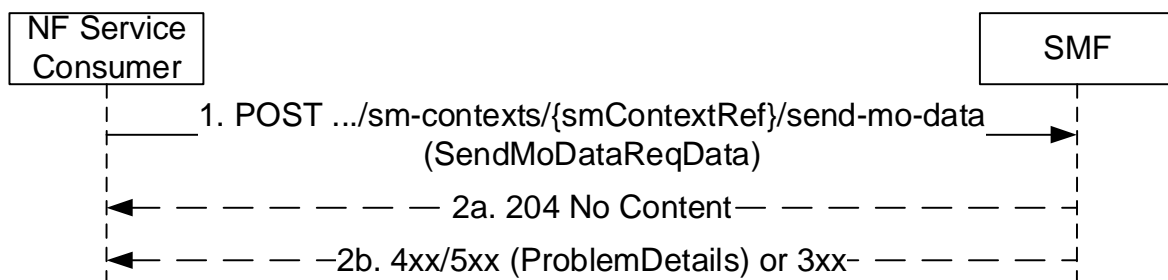 NF Service
Consumer
SMF
1. POST .../sm-contexts/{smContextRef}/send-mo-data
(SendMoDataReqData)
2a. 204 No Content
2b. 4xx/5xx (ProblemDetails) or 3xx